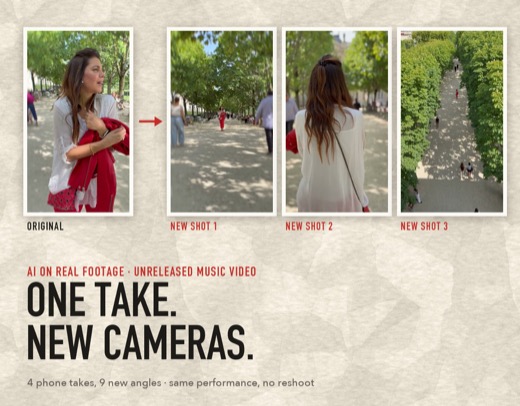 ORIGINAL
NEW SHOT 1
NEW SHOT 2
NEW SHOT 3
AI ON REAL FOOTAGE · UNRELEASED MUSIC VIDEO
ONE TAKE.
NEW CAMERAS.
4 phone takes, 9 new angles · same performance, no reshoot